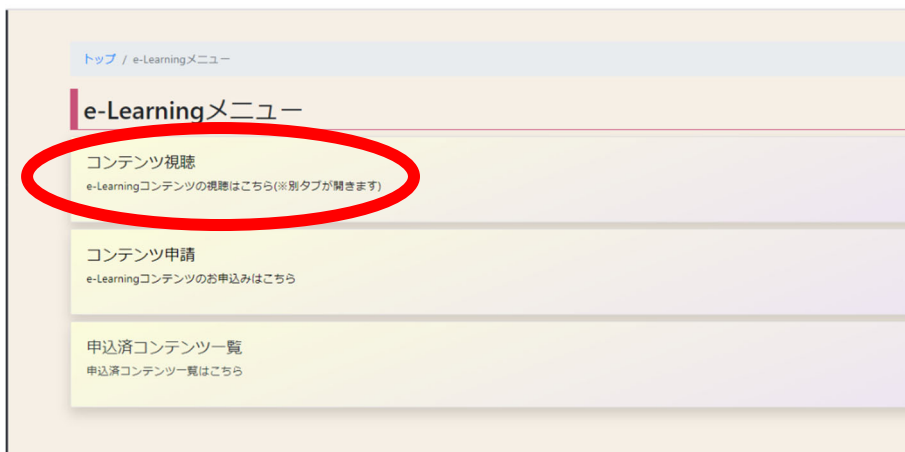 トップ / e-Learningメニュー
e-Learningメニュー
コンテンツ視聴
e-Learningコンテンツの視聴はこちら(※別タブが開きます)
コンテンツ申請
e-Learningコンテンツのお申込みはこちら
申込済コンテンツ一覧
申込済コンテンツ一覧はこちら